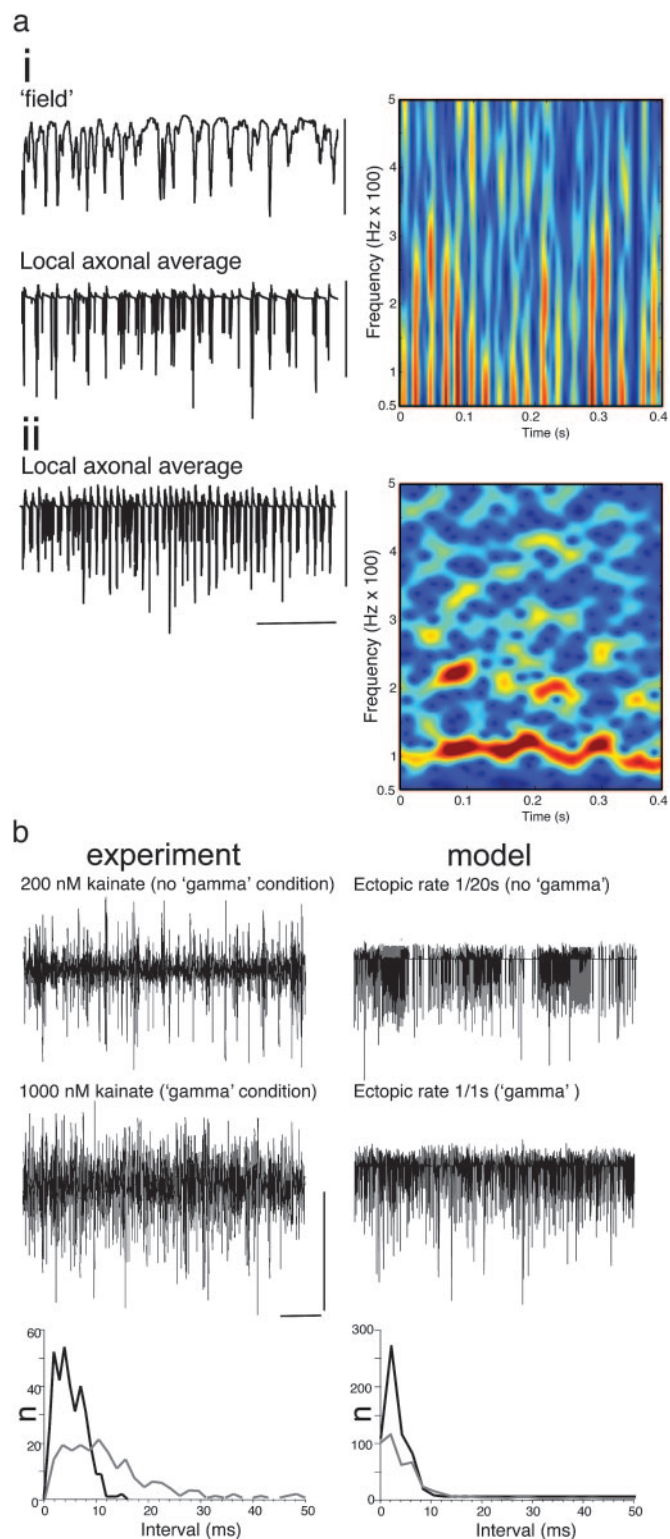 a
i
'field'
Local axonal average
ii
Local axonal average
Frequency (Hz x 100)
5
4
3
2
1
0.5
0 0.1 0.2 0.3 0.4
Time (s)
Frequency (Hz x 100)
5
4
3
2
1
0.5
0 0.1 0.2 0.3 0.4
Time (s)
b
experiment model
200 nM kainate (no 'gamma' condition) Ectopic rate 1/20s (no 'gamma')
1000 nM kainate ('gamma' condition) Ectopic rate 1/1s ('gamma' )
n
60
40
20
0
0 10 20 30 40 50
Interval (ms)
n
300
200
100
0
0 10 20 30 40 50
Interval (ms)